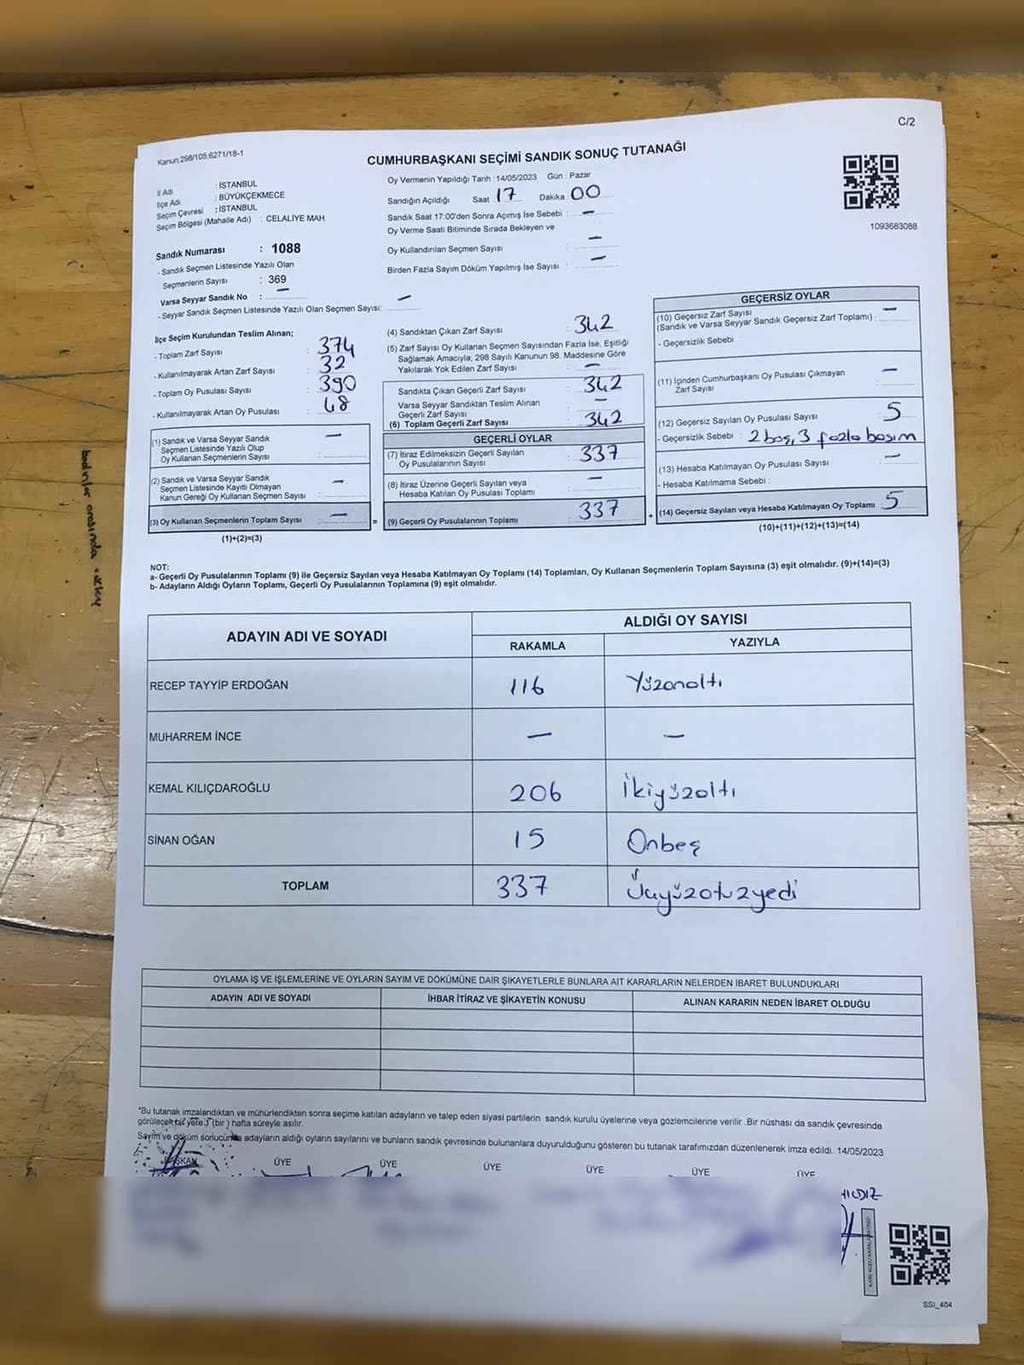 C/2
Kanun:298/105;6271/18-1
CUMHURBAŞKANI SEÇİMİ SANDIK SONUÇ TUTANAĞI
İl Adı : İSTANBUL
İlçe Adı : BÜYÜKÇEKMECE
Seçim Çevresi : İSTANBUL
Seçim Bölgesi (Mahalle Adı) : CELALİYE MAH
Sandık Numarası : 1088
- Sandık Seçmen Listesinde Yazılı Olan
Seçmenlerin Sayısı : 369
Varsa Seyyar Sandık No : —
- Seyyar Sandık Seçmen Listesinde Yazılı Olan Seçmen Sayısı: —
Oy Vermenin Yapıldığı Tarih :14/05/2023 Gün : Pazar
Sandığın Açıldığı Saat 17 Dakika 00
Sandık Saat 17:00'den Sonra Açımış İse Sebebi : —
Oy Verme Saati Bitiminde Sırada Bekleyen ve
Oy Kullandırılan Seçmen Sayısı : —
Birden Fazla Sayım Döküm Yapılmış İse Sayısı : —
1093683088
İlçe Seçim Kurulundan Teslim Alınan;
- Toplam Zarf Sayısı : 374
- Kullanılmayarak Artan Zarf Sayısı : 32
- Toplam Oy Pusulası Sayısı : 390
- Kullanılmayarak Artan Oy Pusulası : 48
(1) Sandık ve Varsa Seyyar Sandık
Seçmen Listesinde Yazılı Olup
Oy Kullanan Seçmenlerin Sayısı : —
(2) Sandık ve Varsa Seyyar Sandık
Seçmen Listesinde Kayıtlı Olmayan
Kanun Gereği Oy Kullanan Seçmen Sayısı : —
(3) Oy Kullanan Seçmenlerin Toplam Sayısı : —
(1)+(2)=(3)
=
(4) Sandıktan Çıkan Zarf Sayısı : 342
(5) Zarf Sayısı Oy Kullanan Seçmen Sayısından Fazla İse, Eşitliği
Sağlamak Amacıyla; 298 Sayılı Kanunun 98. Maddesine Göre
Yakılarak Yok Edilen Zarf Sayısı : —
Sandıkta Çıkan Geçerli Zarf Sayısı : 342
Varsa Seyyar Sandıktan Teslim Alınan
Geçerli Zarf Sayısı : —
(6) Toplam Geçerli Zarf Sayısı : 342
GEÇERLİ OYLAR
(7) İtiraz Edilmeksizin Geçerli Sayılan
Oy Pusulalarının Sayısı : 337
(8) İtiraz Üzerine Geçerli Sayılan veya
Hesaba Katılan Oy Pusulası Toplamı : —
(9) Geçerli Oy Pusulalarının Toplamı : 337
+
GEÇERSİZ OYLAR
(10) Geçersiz Zarf Sayısı
(Sandık ve Varsa Seyyar Sandık Geçersiz Zarf Toplamı) : —
- Geçersizlik Sebebi
(11) İçinden Cumhurbaşkanı Oy Pusulası Çıkmayan
Zarf Sayısı : —
(12) Geçersiz Sayılan Oy Pusulası Sayısı : 5
- Geçersizlik Sebebi : 2 boş, 3 fazla basım
(13) Hesaba Katılmayan Oy Pusulası Sayısı : —
- Hesaba Katılmama Sebebi :
(14) Geçersiz Sayılan veya Hesaba Katılmayan Oy Toplamı : 5
(10)+(11)+(12)+(13)=(14)
NOT:
a- Geçerli Oy Pusulalarının Toplamı (9) ile Geçersiz Sayılan veya Hesaba Katılmayan Oy Toplamı (14) Toplamları, Oy Kullanan Seçmenlerin Toplam Sayısına (3) eşit olmalıdır. (9)+(14)=(3)
b- Adayların Aldığı Oyların Toplamı, Geçerli Oy Pusulalarının Toplamına (9) eşit olmalıdır.
ADAYIN ADI VE SOYADI
ALDIĞI OY SAYISI
RAKAMLA YAZIYLA
RECEP TAYYİP ERDOĞAN 116 Yüzonaltı
MUHARREM İNCE — —
KEMAL KILIÇDAROĞLU 206 İkiyüzaltı
SİNAN OĞAN 15 Onbeş
TOPLAM 337 Üçyüzotuzyedi
OYLAMA İŞ VE İŞLEMLERİNE VE OYLARIN SAYIM VE DÖKÜMÜNE DAİR ŞİKAYETLERLE BUNLARA AİT KARARLARIN NELERDEN İBARET BULUNDUKLARI
ADAYIN ADI VE SOYADI İHBAR İTİRAZ VE ŞİKAYETİN KONUSU ALINAN KARARIN NEDEN İBARET OLDUĞU
*Bu tutanak imzalandıktan ve mühürlendikten sonra seçime katılan adayların ve talep eden siyasi partilerin sandık kurulu üyelerine veya gözlemcilerine verilir .Bir nüshası da sandık çevresinde
görülecek bir yere 1 (bir ) hafta süreyle asılır.
Sayım ve döküm sonucunda adayların aldığı oyların sayılarını ve bunların sandık çevresinde bulunanlara duyurulduğunu gösteren bu tutanak tarafımızdan düzenlenerek imza edildi. 14/05/2023
BAŞKAN ÜYE ÜYE ÜYE ÜYE ÜYE ÜYE
SSI_404